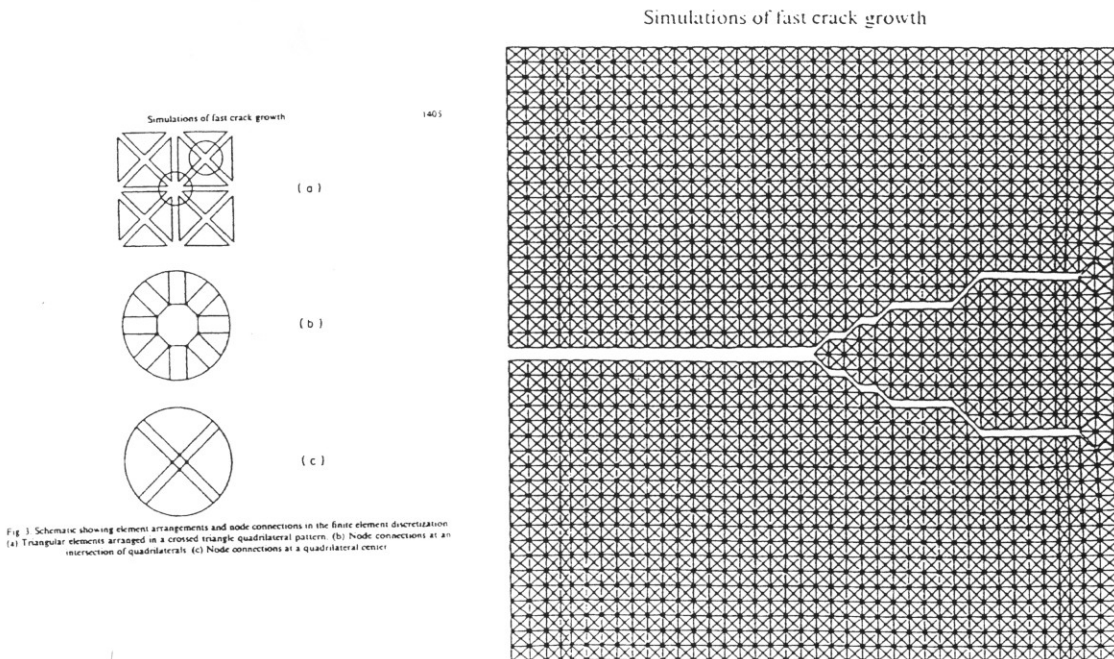 Simulations of fast crack growth
1405
(a)
(b)
(c)
Fig 3. Schematic showing element arrangements and node connections in the finite element discretization
(a) Triangular elements arranged in a crossed triangle quadrilateral pattern. (b) Node connections at an
intersection of quadrilaterals (c) Node connections at a quadrilateral center
Simulations of fast crack growth